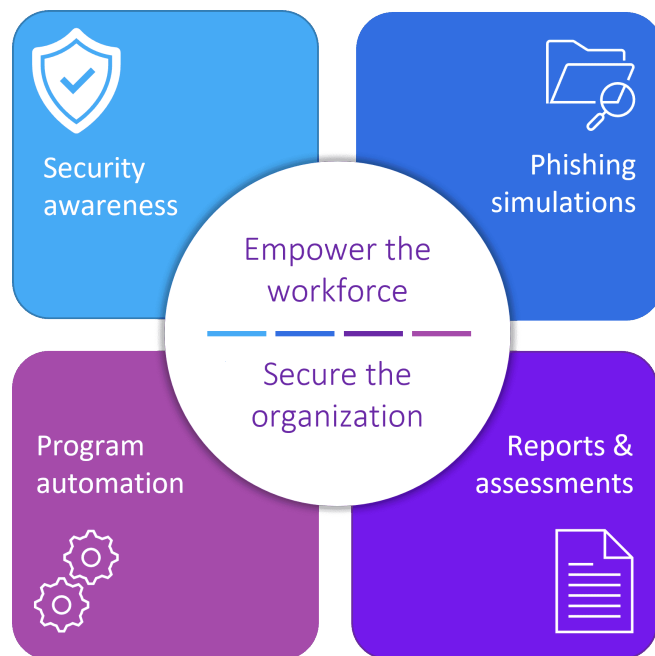 Security
awareness
Phishing
simulations
Empower the
workforce
Secure the
organization
Program
automation
Reports &
assessments